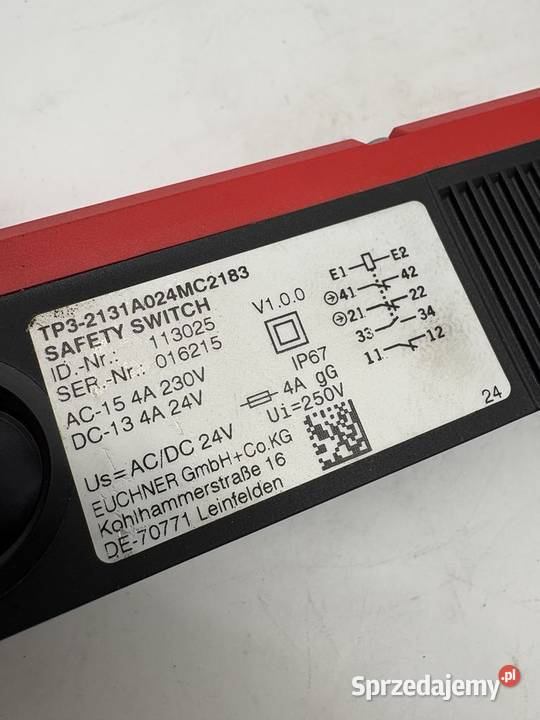 TP3-2131A024MC2183
SAFETY SWITCH
ID.-Nr.: 113025
SER.-Nr.: 016215
AC-15 4A 230V
DC-13 4A 24V
Us=AC/DC 24V
EUCHNER GmbH+Co.KG
Kohlhammerstraße 16
DE-70771 Leinfelden
V1.0.0
IP67
4A gG
Ui=250V
E1 E2
41 42
21 22
33 34
11 12
24
Sprzedajemy.pl